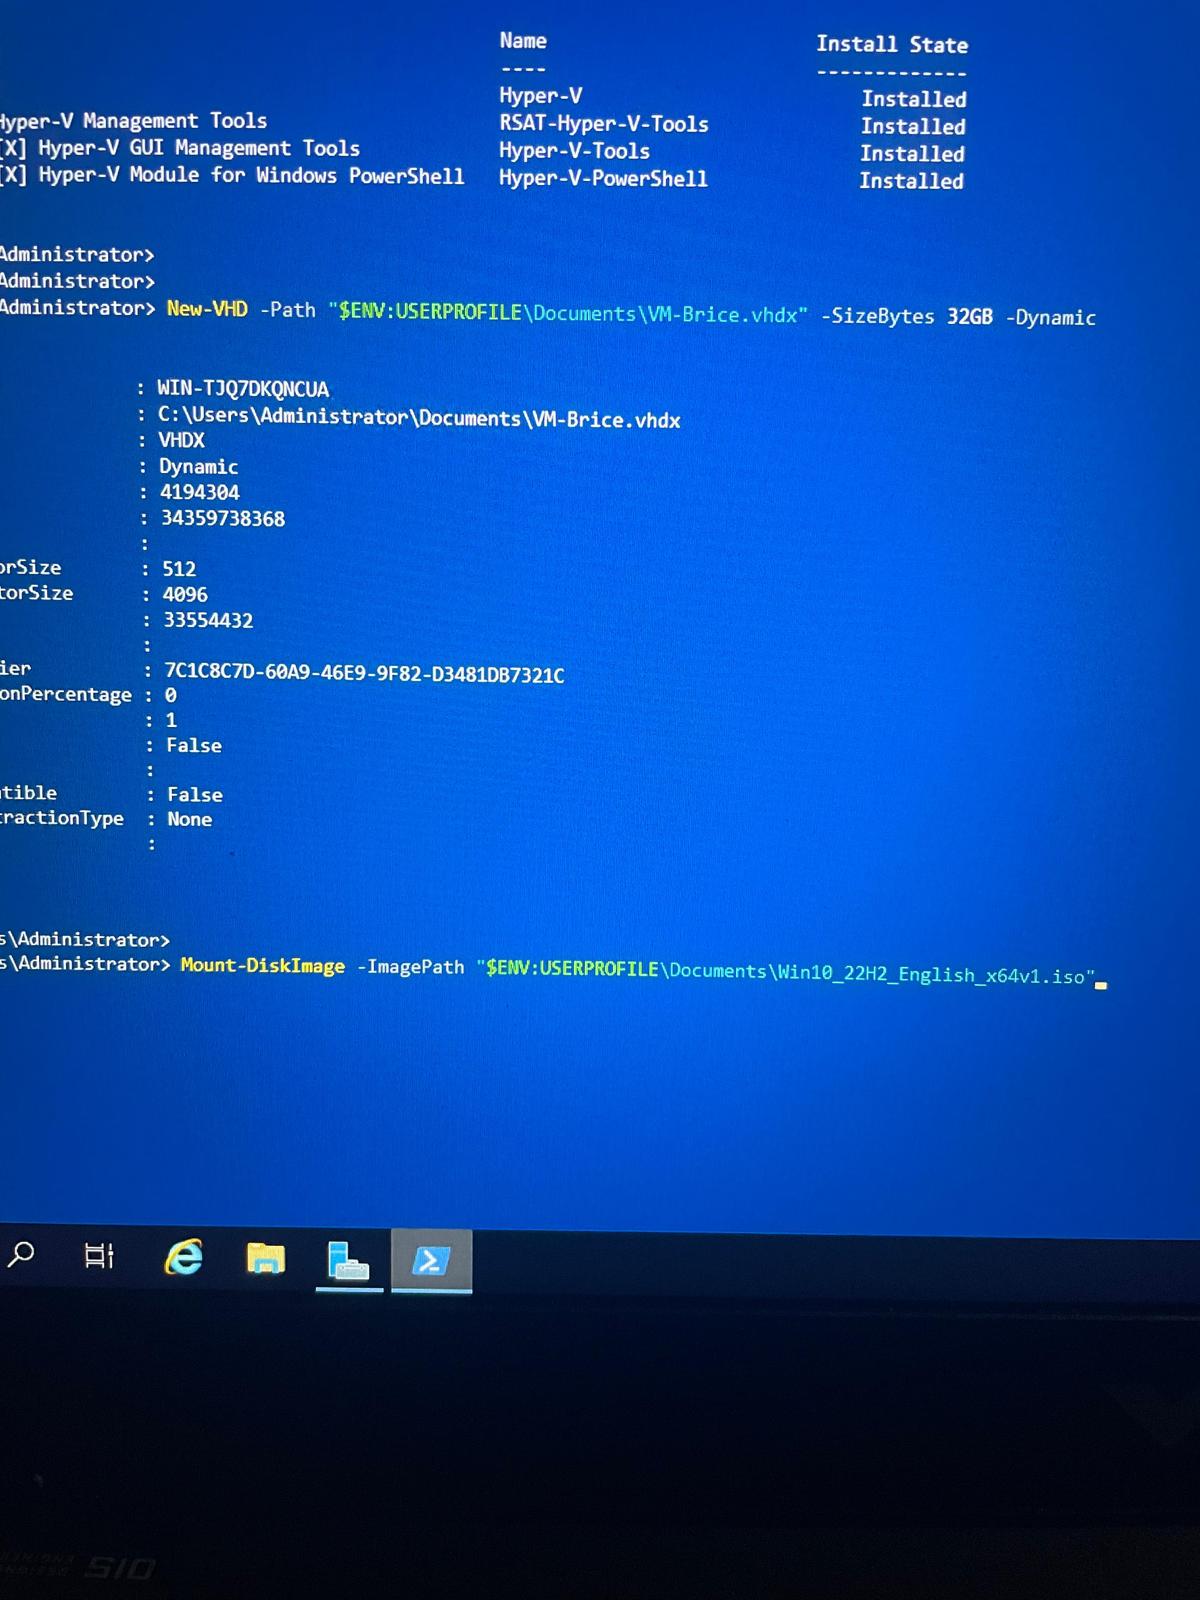 Name Install State
---- -------------
Hyper-V Installed
Hyper-V Management Tools RSAT-Hyper-V-Tools Installed
[X] Hyper-V GUI Management Tools Hyper-V-Tools Installed
[X] Hyper-V Module for Windows PowerShell Hyper-V-PowerShell Installed
Administrator>
Administrator>
Administrator> New-VHD -Path "$ENV:USERPROFILE\Documents\VM-Brice.vhdx" -SizeBytes 32GB -Dynamic
: WIN-TJQ7DKQNCUA
: C:\Users\Administrator\Documents\VM-Brice.vhdx
: VHDX
: Dynamic
: 4194304
: 34359738368
:
orSize : 512
torSize : 4096
: 33554432
:
ier : 7C1C8C7D-60A9-46E9-9F82-D3481DB7321C
onPercentage : 0
: 1
: False
:
tible : False
tractionType : None
:
s\Administrator>
s\Administrator> Mount-DiskImage -ImagePath "$ENV:USERPROFILE\Documents\Win10_22H2_English_x64v1.iso"